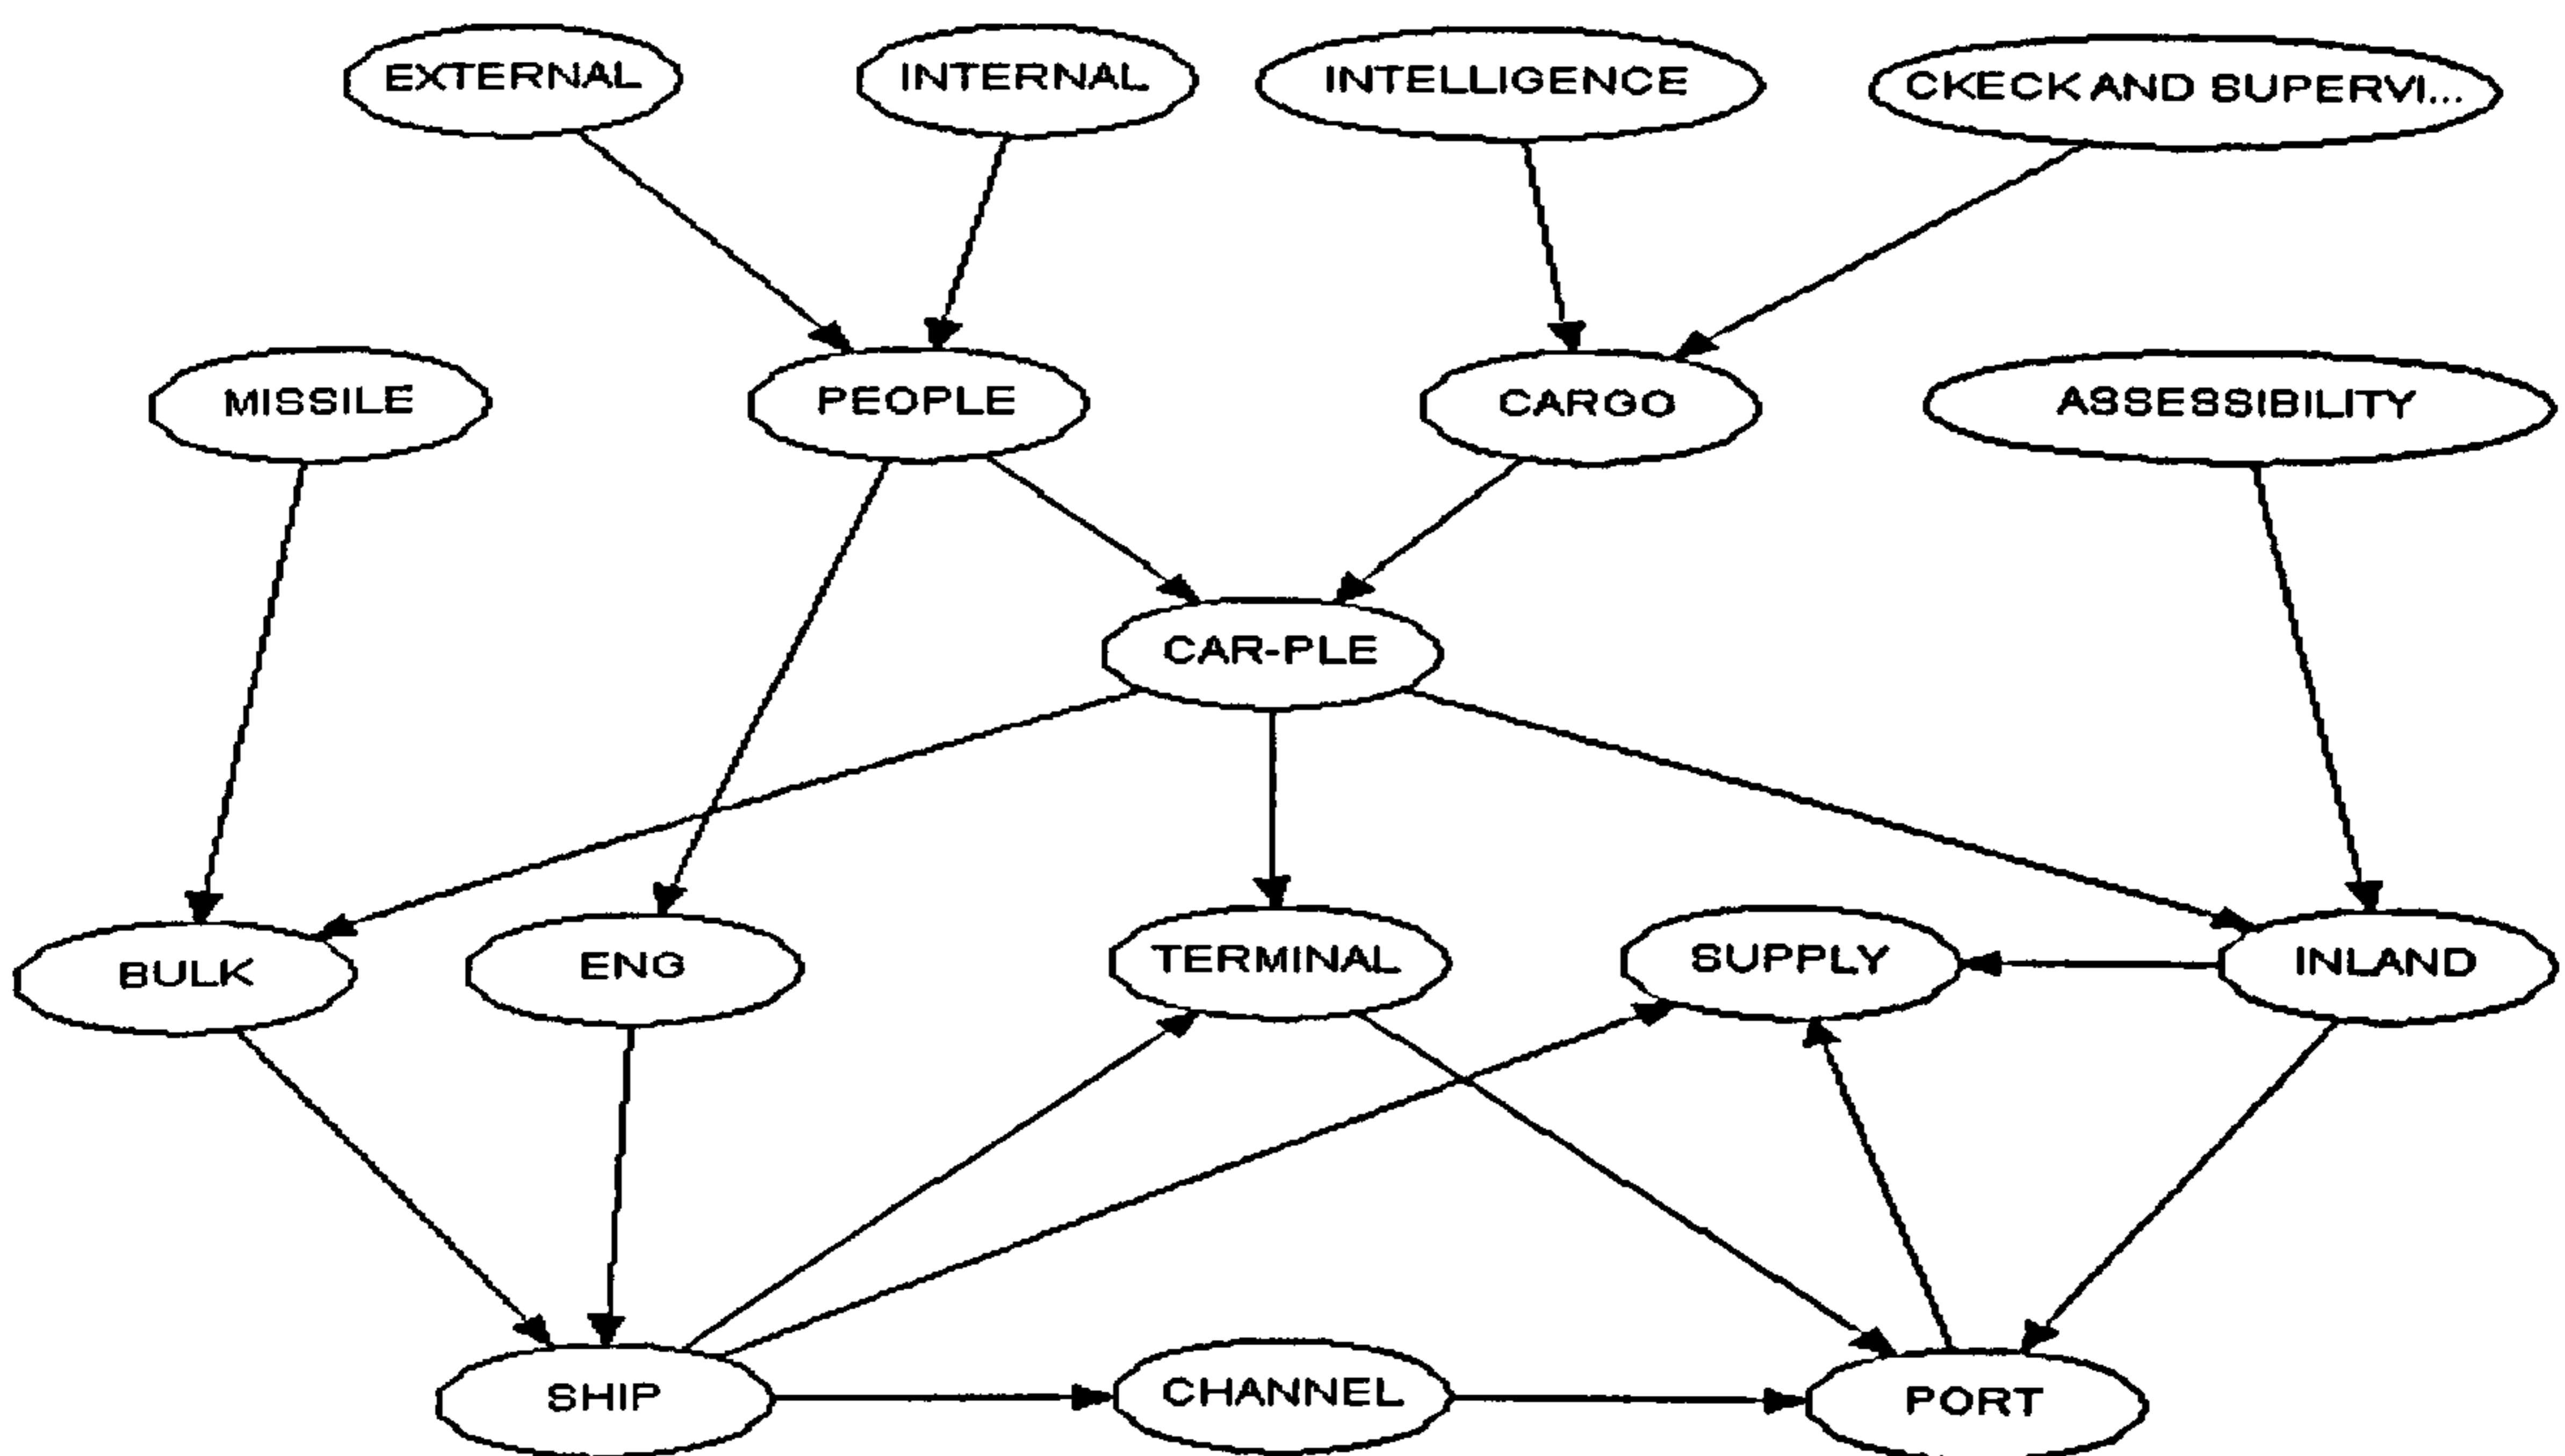 EXTERNAL
INTERNAL
INTELLIGENCE
CKECK AND SUPERVI...
MISSILE
PEOPLE
CARGO
ASSESSIBILITY
CAR-PLE
BULK
ENG
TERMINAL
SUPPLY
INLAND
SHIP
CHANNEL
PORT